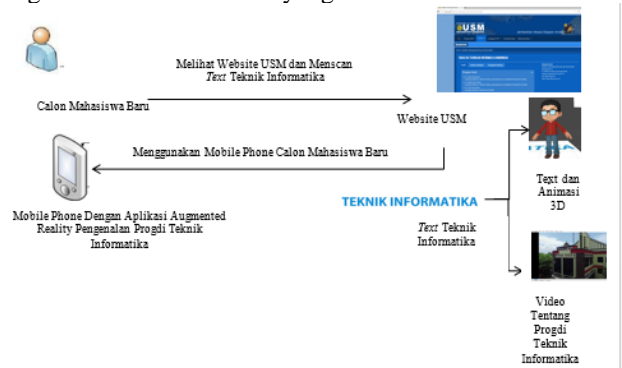 Melihat Website USM dan Menscan
Text Teknik Informatika
Calon Mahasiswa Baru
Website USM
Menggunakan Mobile Phone Calon Mahasiswa Baru
Text dan
Animasi
3D
TEKNIK INFORMATIKA
Text Teknik
Informatika
Mobile Phone Dengan Aplikasi Augmented
Reality Pengenalan Progdi Teknik
Informatika
Video
Tentang
Progdi
Teknik
Informatika
USM